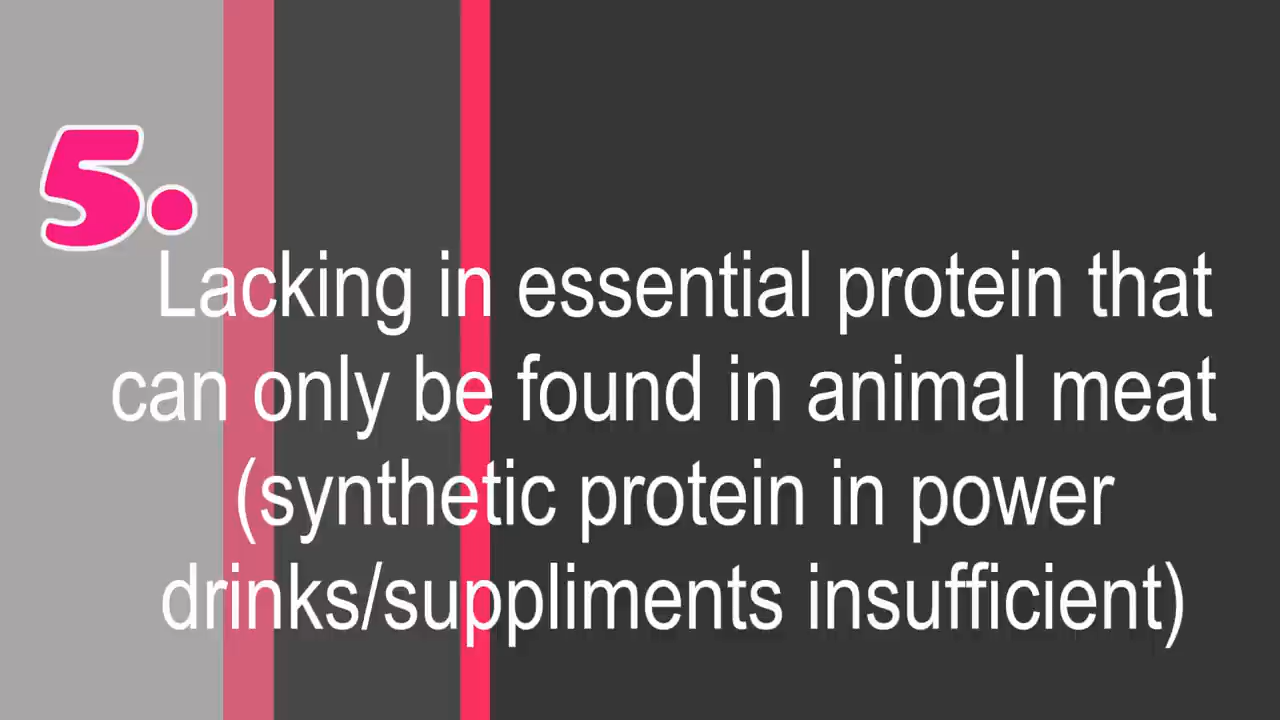 5.
Lacking in essential protein that
can only be found in animal meat
(synthetic protein in power
drinks/suppliments insufficient)